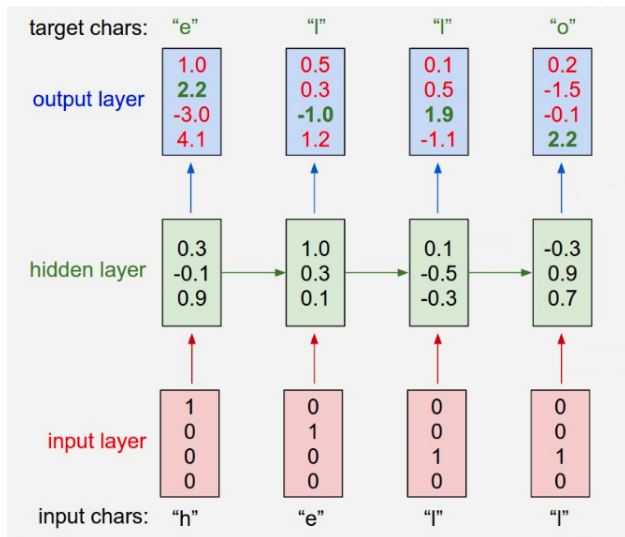 target chars: “e” “l” “l” “o”
output layer
1.0 0.5 0.1 0.2
2.2 0.3 0.5 -1.5
-3.0 -1.0 1.9 -0.1
4.1 1.2 -1.1 2.2
hidden layer
0.3 1.0 0.1 -0.3
-0.1 0.3 -0.5 0.9
0.9 0.1 -0.3 0.7
input layer
1 0 0 0
0 1 0 0
0 0 1 1
0 0 0 0
input chars: “h” “e” “l” “l”